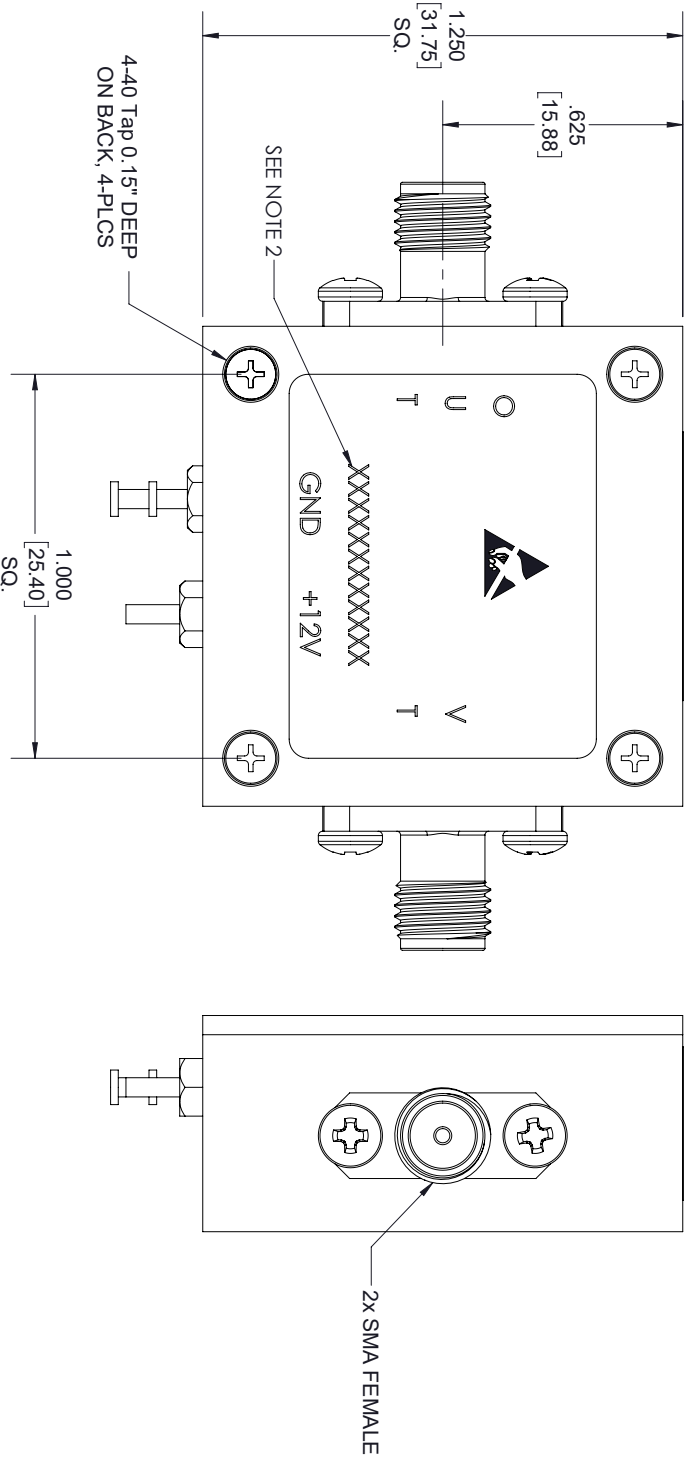 1.250
[31.75]
SQ.
.625
[15.88]
SEE NOTE 2
4-40 Tap 0.15" DEEP
ON BACK, 4-PLCS
O
U
T
V
T
XXXXXXXXXXXXXXX
GND +12V
1.000
[25.40]
SQ.
2x SMA FEMALE